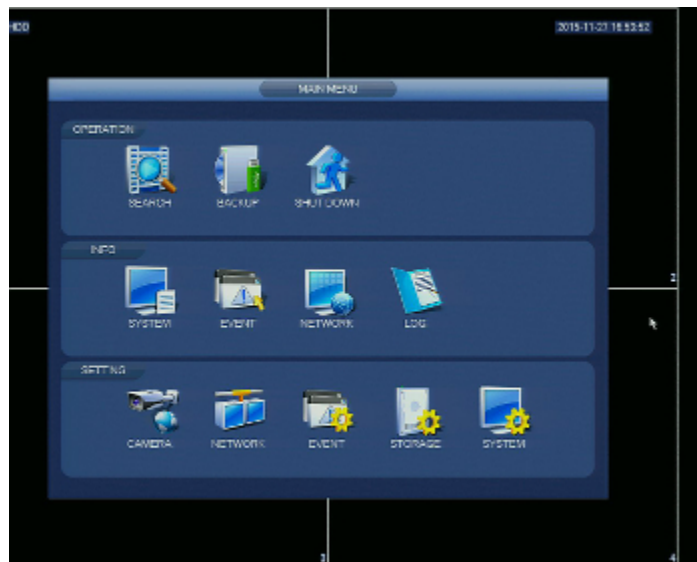 HDD
2015-11-27 16:53:52
MAIN MENU
OPERATION
SEARCH BACKUP SHUTDOWN
INFO
SYSTEM EVENT NETWORK LOG
2
SETTING
CAMERA NETWORK EVENT STORAGE SYSTEM
3 4